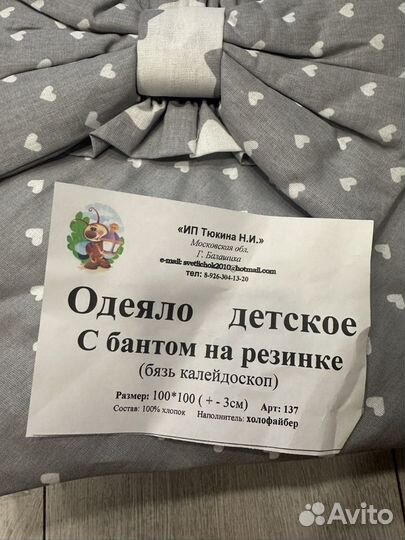 «ИП Тюкина Н.И.»
Московская обл.
Г. Балашиха
e-mail: svetlichok2010@hotmail.com
тел: 8-926-304-13-20
Одеяло детское
С бантом на резинке
(бязь калейдоскоп)
Размер: 100*100 ( + - 3см) Арт: 137
Состав: 100% хлопок Наполнитель: холофайбер
Avito